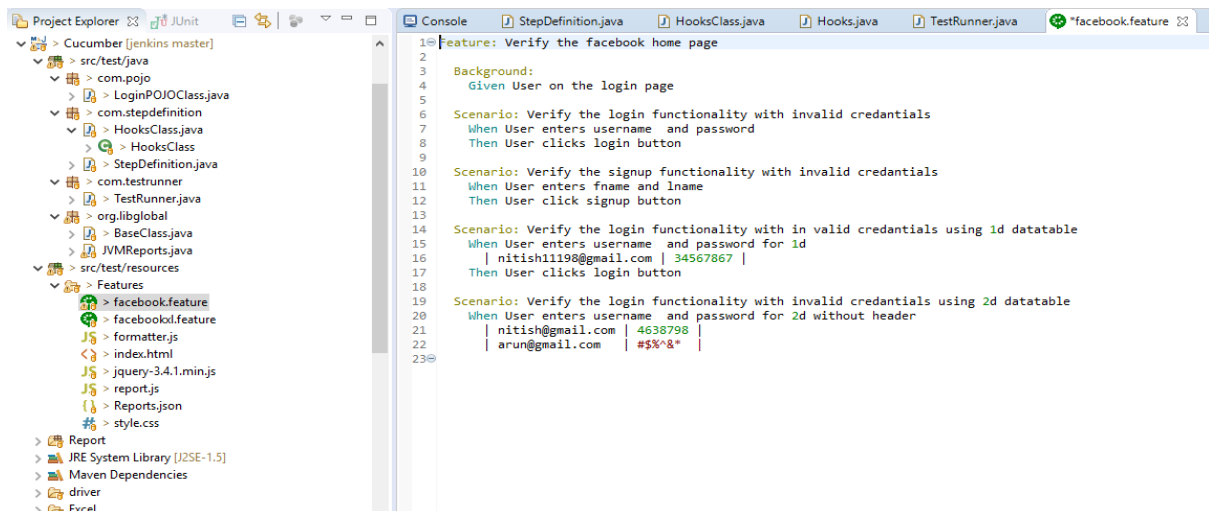 Project Explorer
JUnit
> Cucumber [jenkins master]
> src/test/java
> com.pojo
> LoginPOJOClass.java
> com.stepdefinition
> HooksClass.java
> HooksClass
> StepDefinition.java
> com.testrunner
> TestRunner.java
> org.libglobal
> BaseClass.java
> JVMReports.java
> src/test/resources
> Features
> facebook.feature
> facebookxl.feature
> formatter.js
> index.html
> jquery-3.4.1.min.js
> report.js
> Reports.json
> style.css
Report
JRE System Library [J2SE-1.5]
Maven Dependencies
driver
Excel
Console
StepDefinition.java
HooksClass.java
Hooks.java
TestRunner.java
*facebook.feature
1 Feature: Verify the facebook home page
2
3 Background:
4 Given User on the login page
5
6 Scenario: Verify the login functionality with invalid credantials
7 When User enters username  and password
8 Then User clicks login button
9
10 Scenario: Verify the signup functionality with invalid credantials
11 When User enters fname and lname
12 Then User click signup button
13
14 Scenario: Verify the login functionality with in valid credantials using 1d datatable
15 When User enters username  and password for 1d
16 | nitish11198@gmail.com | 34567867 |
17 Then User clicks login button
18
19 Scenario: Verify the login functionality with invalid credantials using 2d datatable
20 When User enters username  and password for 2d without header
21 | nitish@gmail.com | 4638798 |
22 | arun@gmail.com   | #$%^&*  |
23